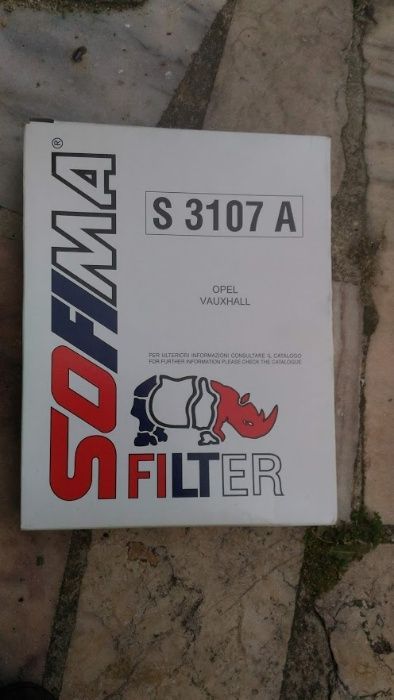 SOFIMA®
S 3107 A
OPEL
VAUXHALL
PER ULTERIORI INFORMAZIONI CONSULTARE IL CATALOGO
FOR FURTHER INFORMATION PLEASE CHECK THE CATALOGUE
FILTER